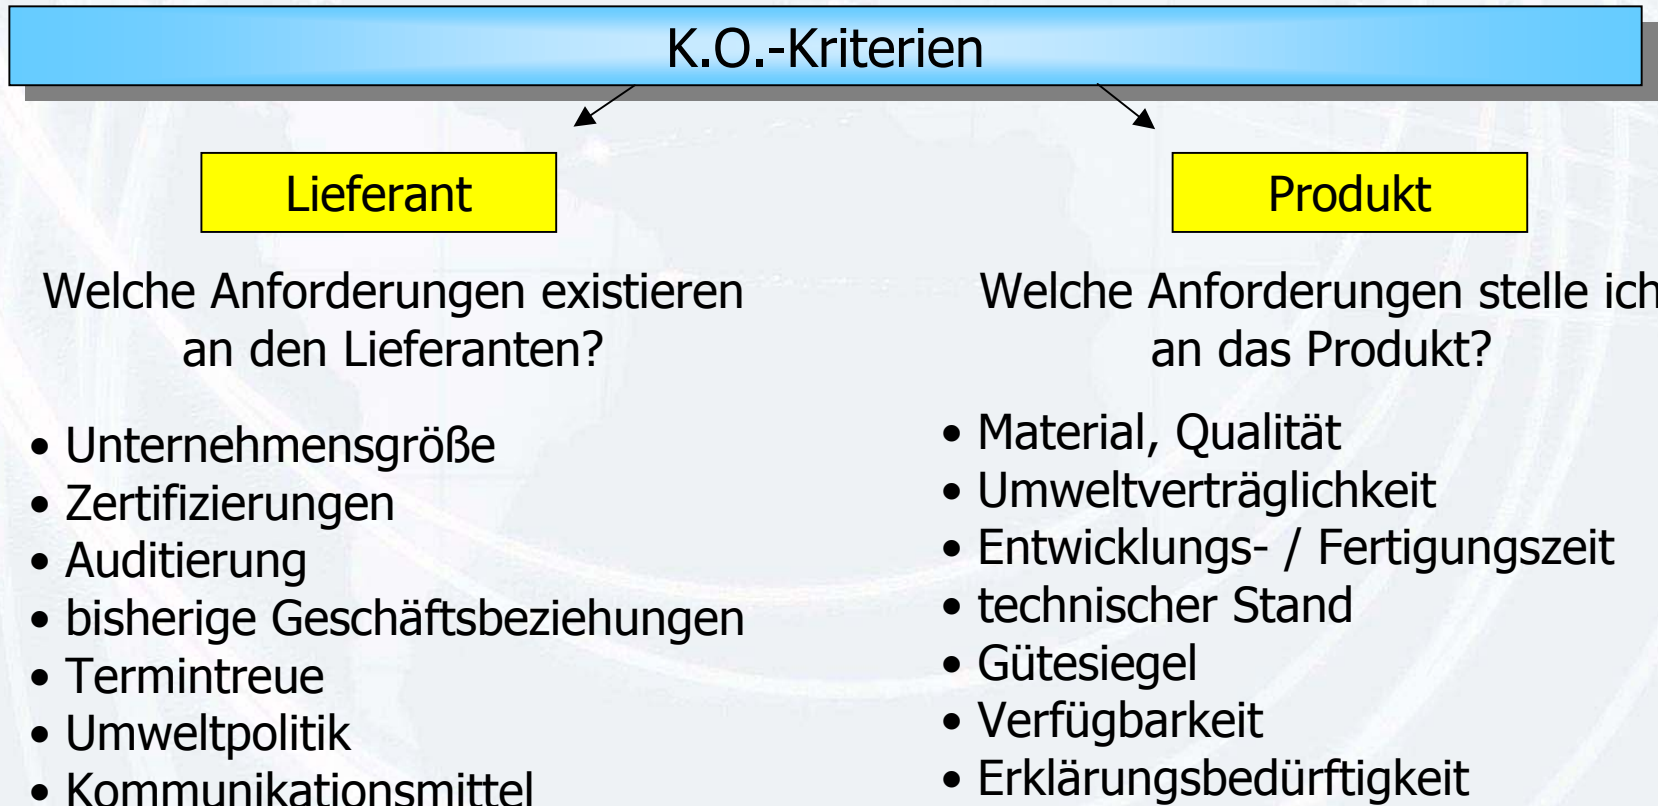 K.O.-Kriterien
Lieferant
Welche Anforderungen existieren
an den Lieferanten?
• Unternehmensgröße
• Zertifizierungen
• Auditierung
• bisherige Geschäftsbeziehungen
• Termintreue
• Umweltpolitik
• Kommunikationsmittel
Produkt
Welche Anforderungen stelle ich
an das Produkt?
• Material, Qualität
• Umweltverträglichkeit
• Entwicklungs- / Fertigungszeit
• technischer Stand
• Gütesiegel
• Verfügbarkeit
• Erklärungsbedürftigkeit